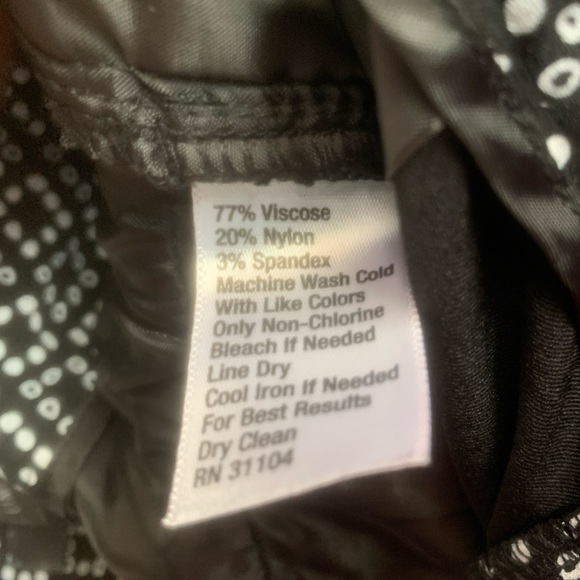 77% Viscose
20% Nylon
3% Spandex
Machine Wash Cold
With Like Colors
Only Non-Chlorine
Bleach If Needed
Line Dry
Cool Iron If Needed
For Best Results
Dry Clean
RN 31104